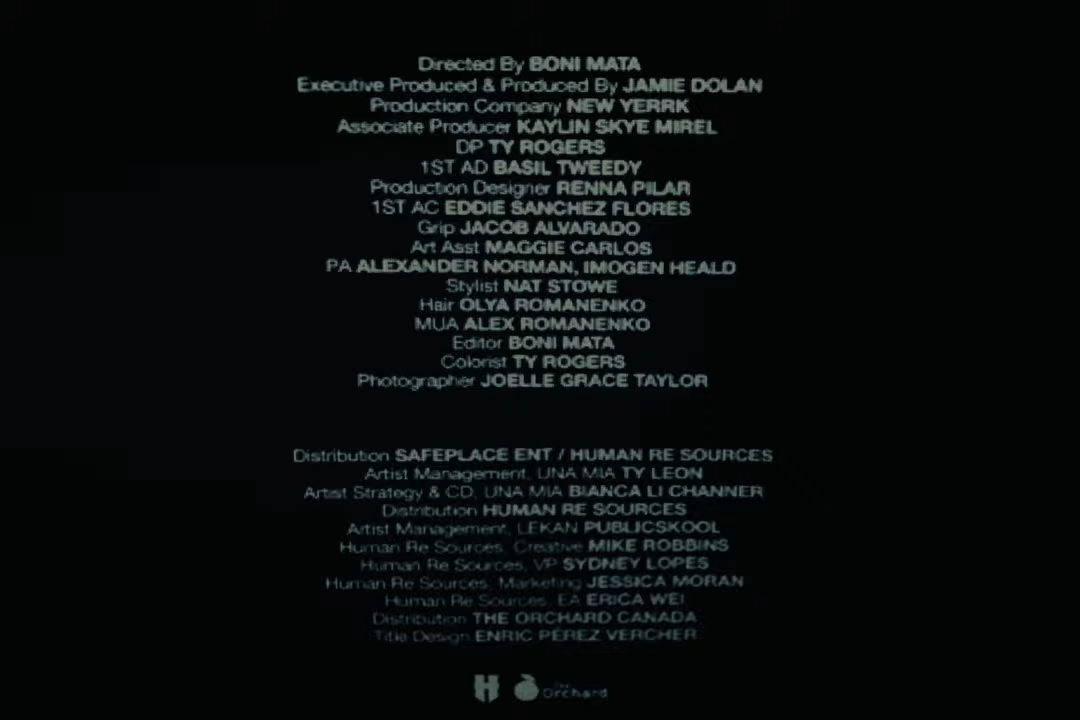 Directed By BONI MATA
Executive Produced & Produced By JAMIE DOLAN
Production Company NEW YERRK
Associate Producer KAYLIN SKYE MIREL
DP TY ROGERS
1ST AD BASIL TWEEDY
Production Designer RENNA PILAR
1ST AC EDDIE SANCHEZ FLORES
Grip JACOB ALVARADO
Art Asst MAGGIE CARLOS
PA ALEXANDER NORMAN, IMOGEN HEALD
Stylist NAT STOWE
Hair OLYA ROMANENKO
MUA ALEX ROMANENKO
Editor BONI MATA
Colorist TY ROGERS
Photographer JOELLE GRACE TAYLOR
Distribution SAFEPLACE ENT / HUMAN RE SOURCES
Artist Management, UNA MIA TY LEON
Artist Strategy & CD, UNA MIA BIANCA LI CHANNER
Distribution HUMAN RE SOURCES
Artist Management, LEKAN PUBLICSKOOL
Human Re Sources, Creative MIKE ROBBINS
Human Re Sources, VP SYDNEY LOPES
Human Re Sources, Marketing JESSICA MORAN
Human Re Sources, EA ERICA WEI
Distribution THE ORCHARD CANADA
Title Design ENRIC PÉREZ VERCHER
H The Orchard